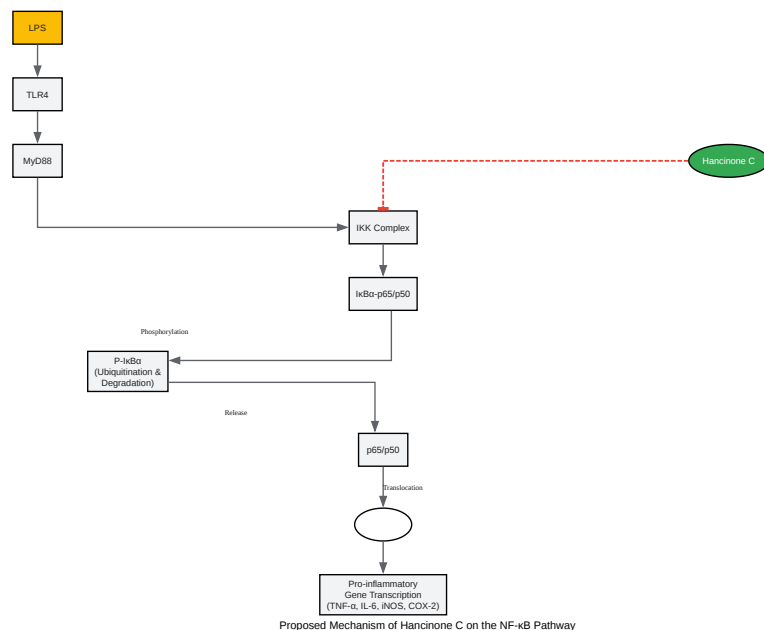 LPS
TLR4
MyD88
Hancinone C
IKK Complex
IκBα-p65/p50
Phosphorylation
P-IκBα
(Ubiquitination &
Degradation)
Release
p65/p50
Translocation
Pro-inflammatory
Gene Transcription
(TNF-α, IL-6, iNOS, COX-2)
Proposed Mechanism of Hancinone C on the NF-κB Pathway